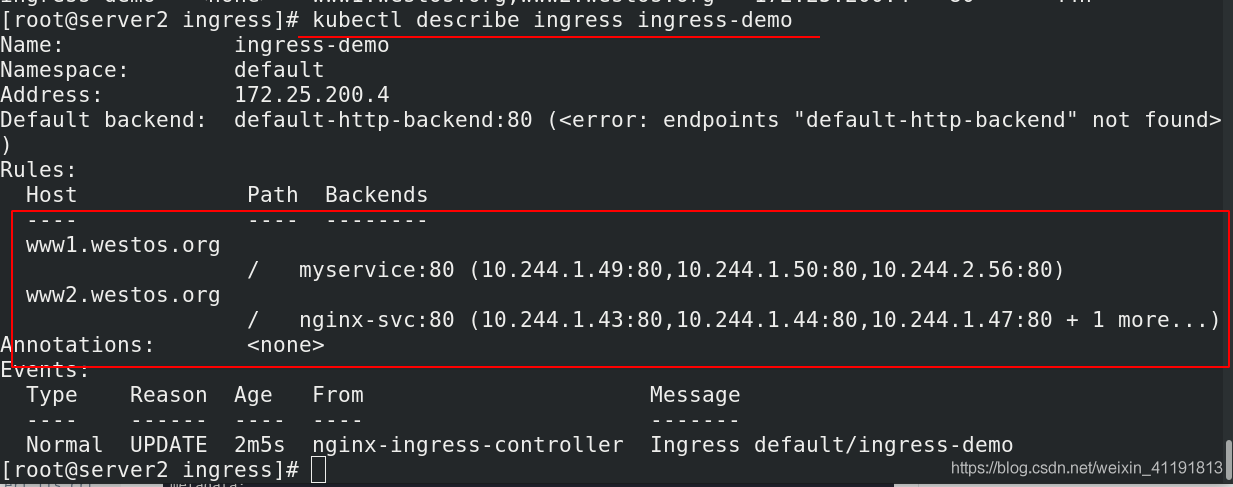 [root@server2 ingress]# kubectl describe ingress ingress-demo
Name:             ingress-demo
Namespace:        default
Address:          172.25.200.4
Default backend:  default-http-backend:80 (<error: endpoints "default-http-backend" not found>
)
Rules:
  Host             Path  Backends
  ----             ----  --------
  www1.westos.org
                   /   myservice:80 (10.244.1.49:80,10.244.1.50:80,10.244.2.56:80)
  www2.westos.org
                   /   nginx-svc:80 (10.244.1.43:80,10.244.1.44:80,10.244.1.47:80 + 1 more...)
Annotations:       <none>
Events:
  Type    Reason  Age   From                      Message
  ----    ------  ----  ----                      -------
  Normal  UPDATE  2m5s  nginx-ingress-controller  Ingress default/ingress-demo
[root@server2 ingress]#
https://blog.csdn.net/weixin_41191813